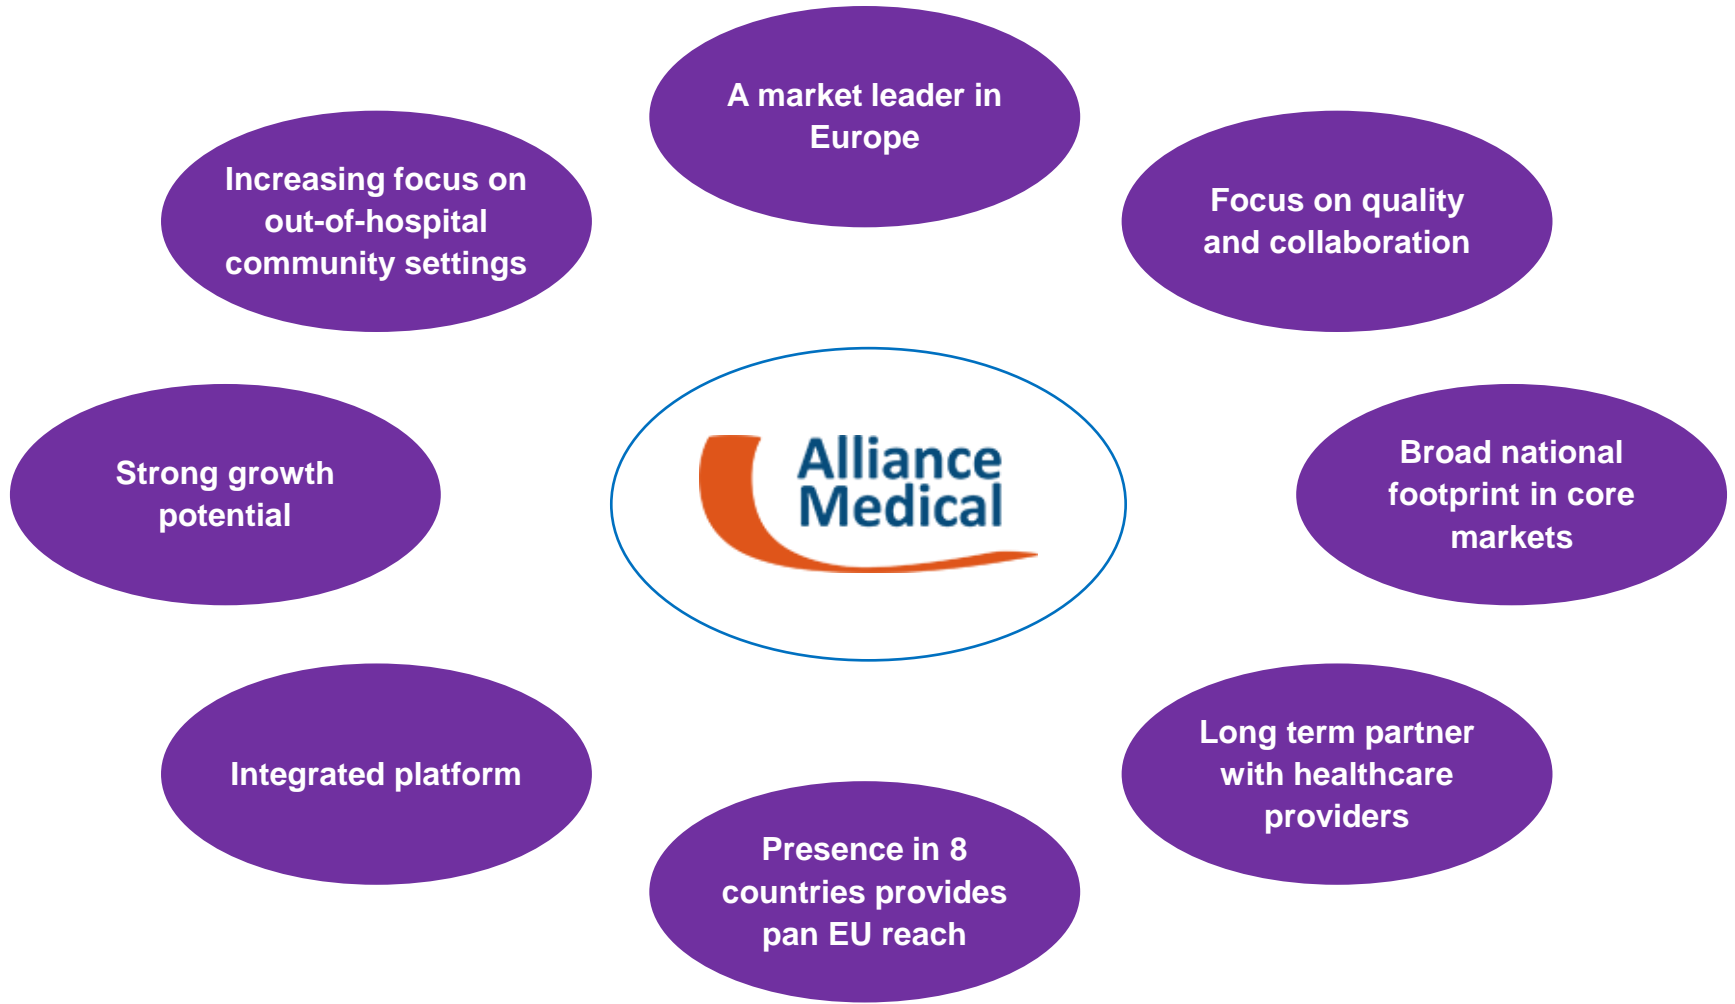 A market leader in
Europe
Increasing focus on
out-of-hospital
community settings
Focus on quality
and collaboration
Strong growth
potential
Alliance
Medical
Broad national
footprint in core
markets
Integrated platform
Long term partner
with healthcare
providers
Presence in 8
countries provides
pan EU reach